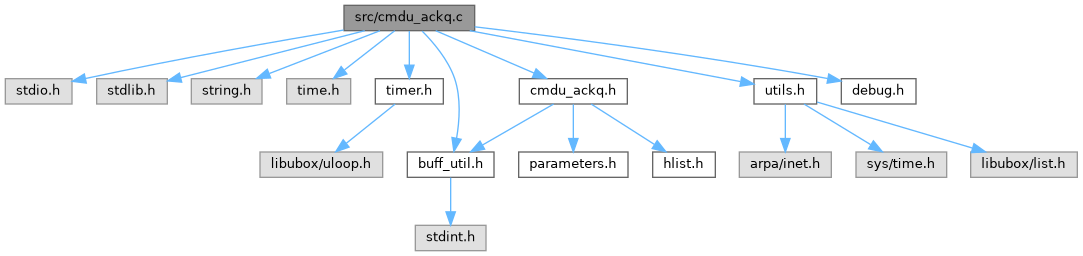 src/cmdu_ackq.c
stdio.h
stdlib.h
string.h
time.h
timer.h
cmdu_ackq.h
utils.h
debug.h
libubox/uloop.h
buff_util.h
parameters.h
hlist.h
arpa/inet.h
sys/time.h
libubox/list.h
stdint.h